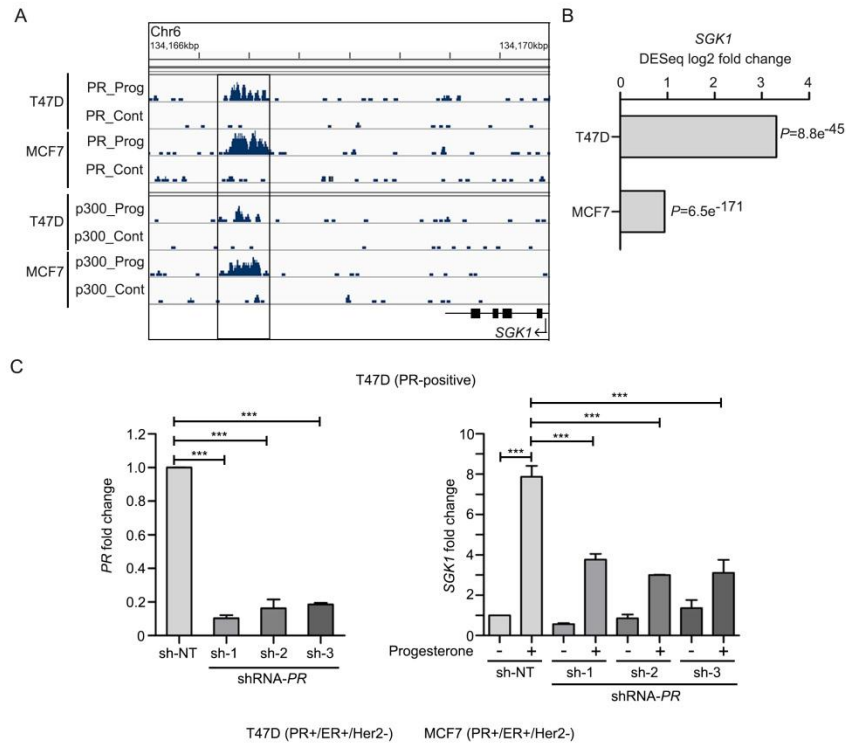 A
Chr6
134,166kbp 134,170kbp
T47D
PR_Prog
PR_Cont
MCF7
PR_Prog
PR_Cont
T47D
p300_Prog
p300_Cont
MCF7
p300_Prog
p300_Cont
SGK1
B
SGK1
DESeq log2 fold change
0 1 2 3 4
T47D P=8.8e-45
MCF7 P=6.5e-171
C
T47D (PR-positive)
***
***
***
1.2
1.0
0.8
0.6
0.4
0.2
0
PR fold change
sh-NT sh-1 sh-2 sh-3
shRNA-PR
***
***
***
***
10
8
6
4
2
0
SGK1 fold change
Progesterone - + - + - + - +
sh-NT sh-1 sh-2 sh-3
shRNA-PR
T47D (PR+/ER+/Her2-) MCF7 (PR+/ER+/Her2-)